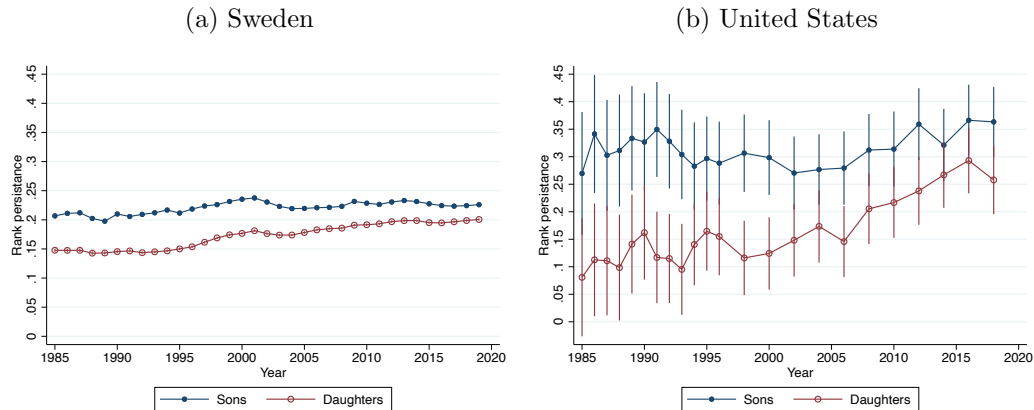 (a) Sweden
(b) United States
Rank persistance
.45
.4
.35
.3
.25
.2
.15
.1
.05
0
1985 1990 1995 2000 2005 2010 2015 2020
Year
Sons Daughters
Rank persistance
.45
.4
.35
.3
.25
.2
.15
.1
.05
0
1985 1990 1995 2000 2005 2010 2015 2020
Year
Sons Daughters